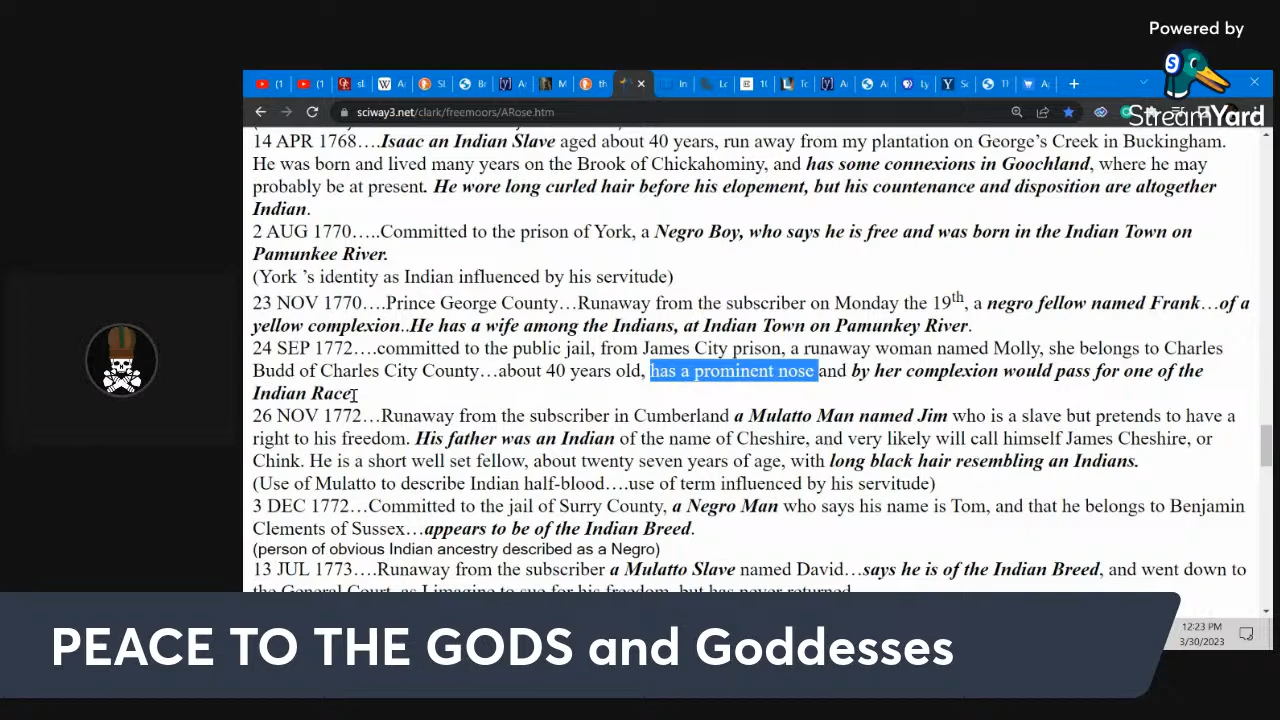 Powered by
StreamYard
sciway3.net/clark/freemoors/ARose.htm
14 APR 1768….Isaac an Indian Slave aged about 40 years, run away from my plantation on George’s Creek in Buckingham.
He was born and lived many years on the Brook of Chickahominy, and has some connexions in Goochland, where he may
probably be at present. He wore long curled hair before his elopement, but his countenance and disposition are altogether
Indian.
2 AUG 1770…..Committed to the prison of York, a Negro Boy, who says he is free and was born in the Indian Town on
Pamunkee River.
(York ’s identity as Indian influenced by his servitude)
23 NOV 1770….Prince George County…Runaway from the subscriber on Monday the 19th, a negro fellow named Frank…of a
yellow complexion..He has a wife among the Indians, at Indian Town on Pamunkey River.
24 SEP 1772….committed to the public jail, from James City prison, a runaway woman named Molly, she belongs to Charles
Budd of Charles City County…about 40 years old, has a prominent nose and by her complexion would pass for one of the
Indian Race
26 NOV 1772…Runaway from the subscriber in Cumberland a Mulatto Man named Jim who is a slave but pretends to have a
right to his freedom. His father was an Indian of the name of Cheshire, and very likely will call himself James Cheshire, or
Chink. He is a short well set fellow, about twenty seven years of age, with long black hair resembling an Indians.
(Use of Mulatto to describe Indian half-blood….use of term influenced by his servitude)
3 DEC 1772…Committed to the jail of Surry County, a Negro Man who says his name is Tom, and that he belongs to Benjamin
Clements of Sussex…appears to be of the Indian Breed.
(person of obvious Indian ancestry described as a Negro)
13 JUL 1773….Runaway from the subscriber a Mulatto Slave named David…says he is of the Indian Breed, and went down to
the General Court, as I imagine to sue for his freedom, but has never returned
12:23 PM
3/30/2023
PEACE TO THE GODS and Goddesses